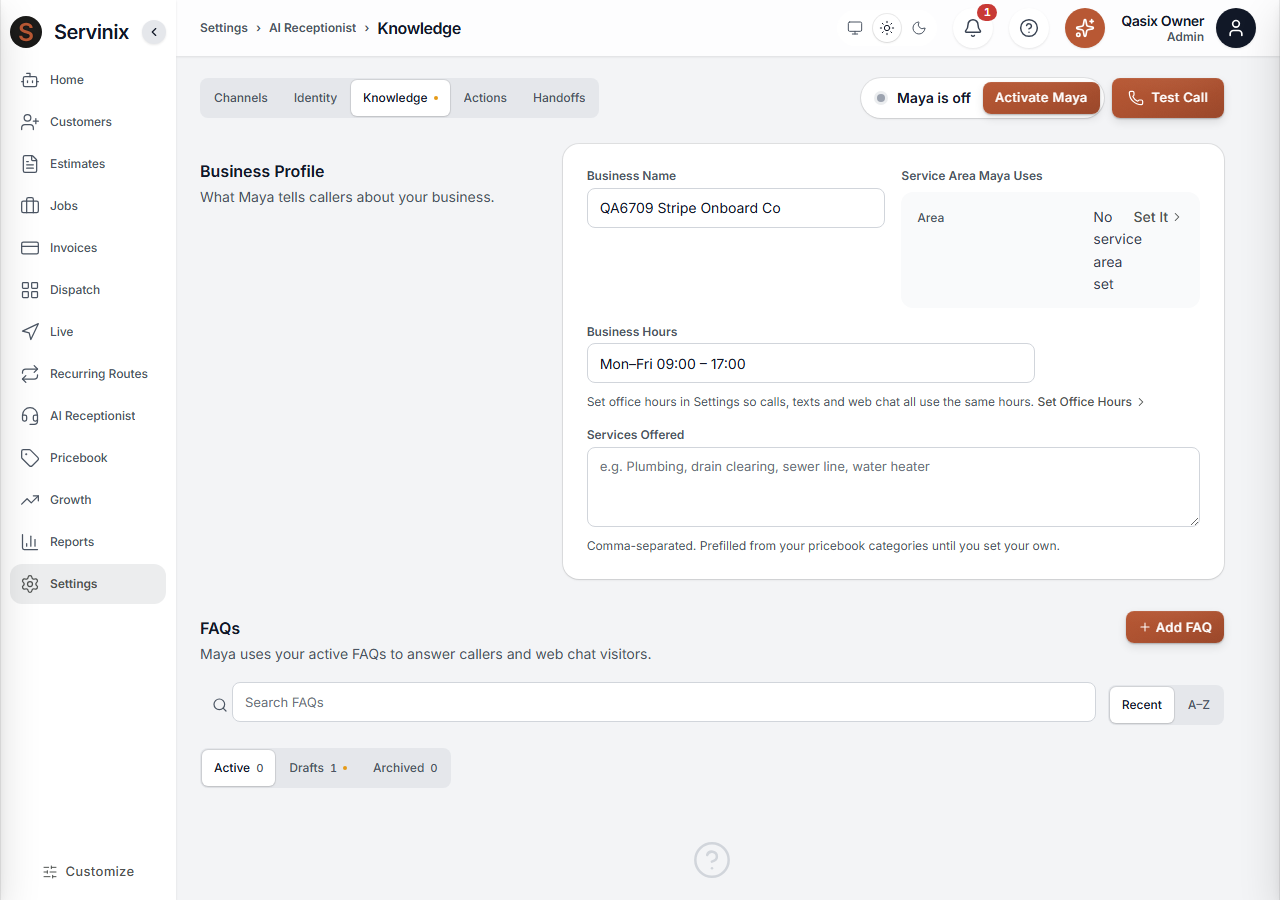 S Servinix
Settings › AI Receptionist › Knowledge
1
Qasix Owner
Admin
Home
Customers
Estimates
Jobs
Invoices
Dispatch
Live
Recurring Routes
AI Receptionist
Pricebook
Growth
Reports
Settings
Customize
Channels Identity Knowledge Actions Handoffs
Maya is off Activate Maya Test Call
Business Profile
What Maya tells callers about your business.
Business Name
QA6709 Stripe Onboard Co
Service Area Maya Uses
Area
No
service
area
set
Set It
Business Hours
Mon–Fri 09:00 – 17:00
Set office hours in Settings so calls, texts and web chat all use the same hours. Set Office Hours
Services Offered
e.g. Plumbing, drain clearing, sewer line, water heater
Comma-separated. Prefilled from your pricebook categories until you set your own.
FAQs
Maya uses your active FAQs to answer callers and web chat visitors.
+ Add FAQ
Search FAQs
Recent A–Z
Active 0 Drafts 1 Archived 0